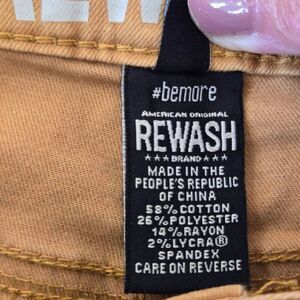 REWASH
#bemore
AMERICAN ORIGINAL
REWASH
★★★ BRAND ★★★
MADE IN THE
PEOPLE'S REPUBLIC
OF CHINA
58% COTTON
26% POLYESTER
14% RAYON
2% LYCRA®
SPANDEX
CARE ON REVERSE